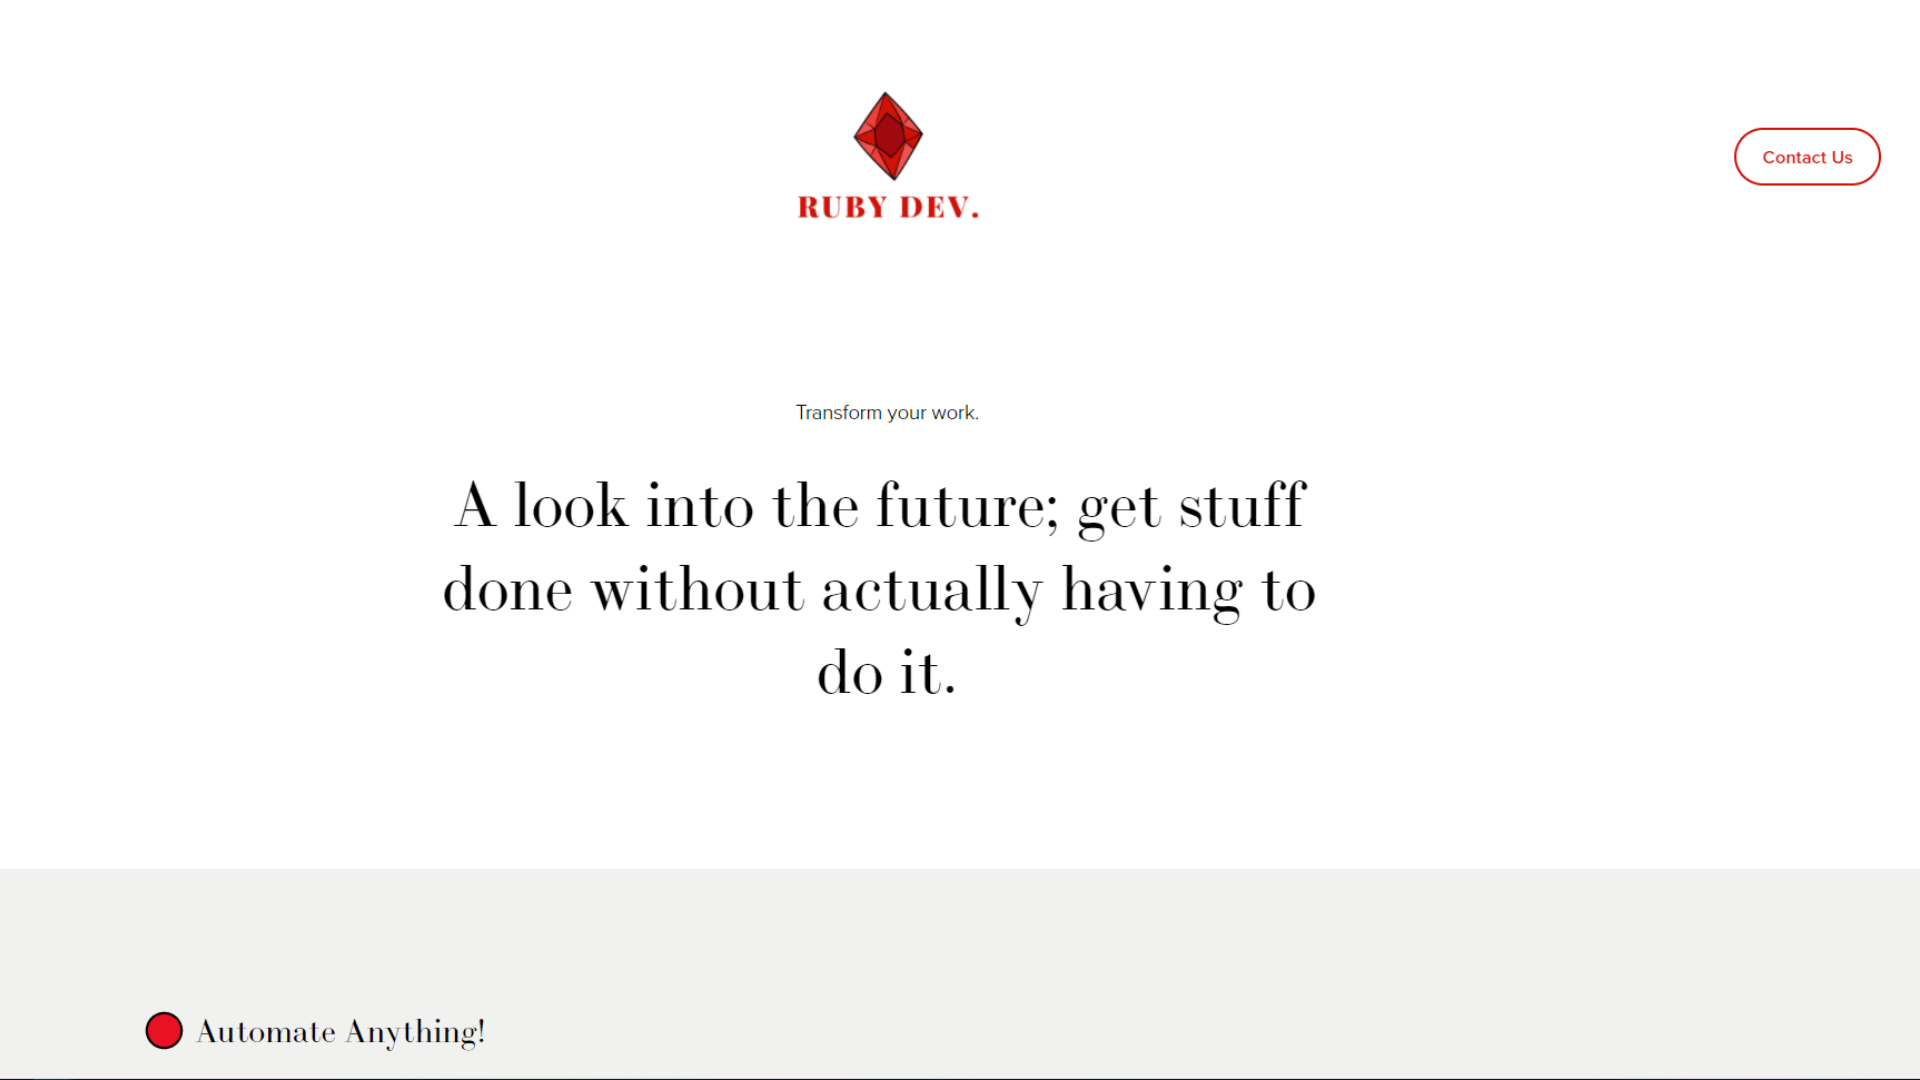 RUBY DEV.
Contact Us
Transform your work.
A look into the future; get stuff
done without actually having to
do it.
Automate Anything!